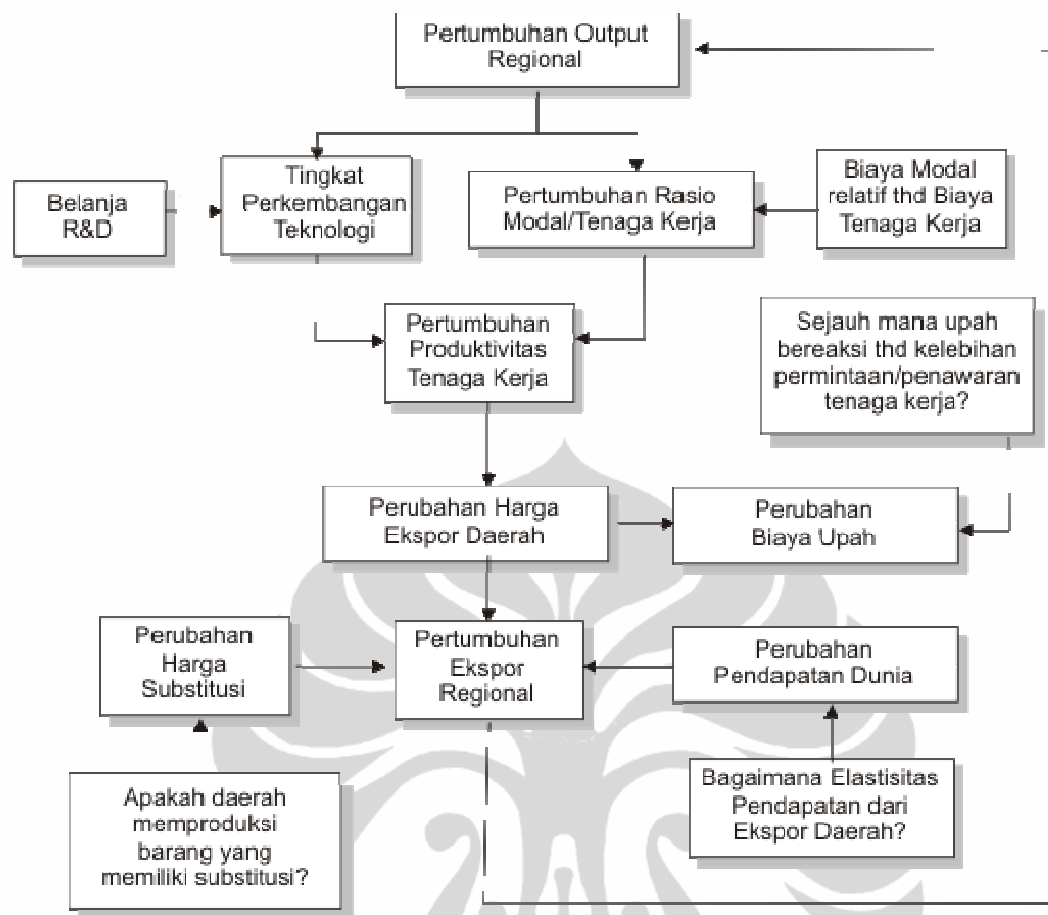 Pertumbuhan Output
Regional
Belanja
R&D
Tingkat
Perkembangan
Teknologi
Pertumbuhan Rasio
Modal/Tenaga Kerja
Biaya Modal
relatif thd Biaya
Tenaga Kerja
Pertumbuhan
Produktivitas
Tenaga Kerja
Sejauh mana upah
bereaksi thd kelebihan
permintaan/penawaran
tenaga kerja?
Perubahan Harga
Ekspor Daerah
Perubahan
Biaya Upah
Perubahan
Harga
Substitusi
Pertumbuhan
Ekspor
Regional
Perubahan
Pendapatan Dunia
Apakah daerah
memproduksi
barang yang
memiliki substitusi?
Bagaimana Elastisitas
Pendapatan dari
Ekspor Daerah?